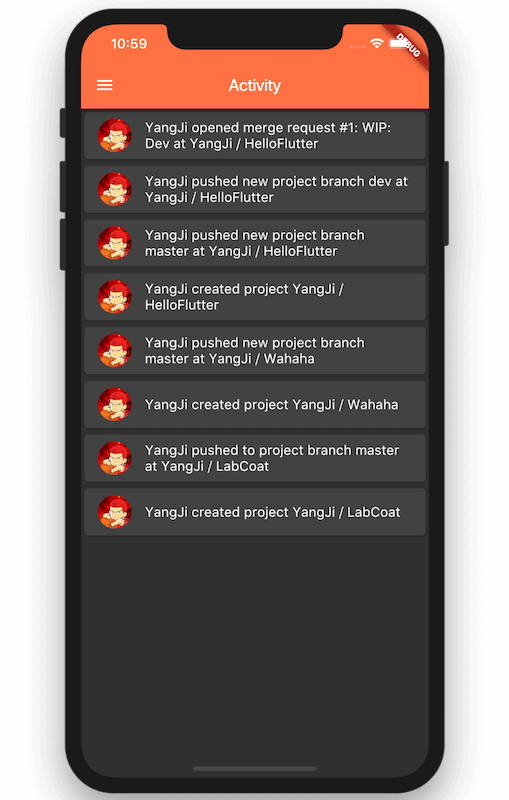 10:59
DEBUG
Activity
YangJi opened merge request #1: WIP:
Dev at YangJi / HelloFlutter
YangJi pushed new project branch dev at
YangJi / HelloFlutter
YangJi pushed new project branch
master at YangJi / HelloFlutter
YangJi created project YangJi /
HelloFlutter
YangJi pushed new project branch
master at YangJi / Wahaha
YangJi created project YangJi / Wahaha
YangJi pushed to project branch master
at YangJi / LabCoat
YangJi created project YangJi / LabCoat